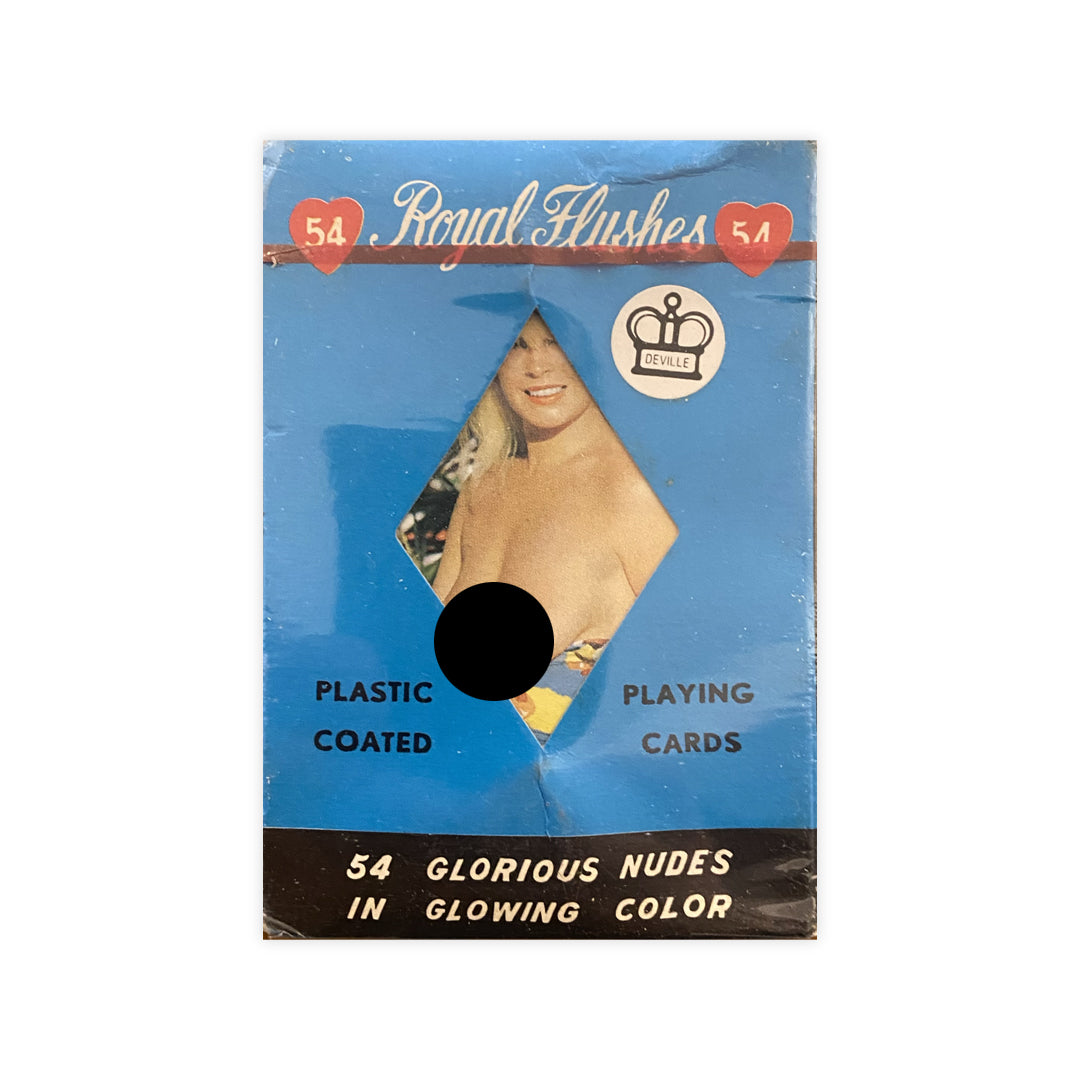 54 Royal Flushes 54
DEVILLE
PLASTIC PLAYING
COATED CARDS
54 GLORIOUS NUDES
IN GLOWING COLOR